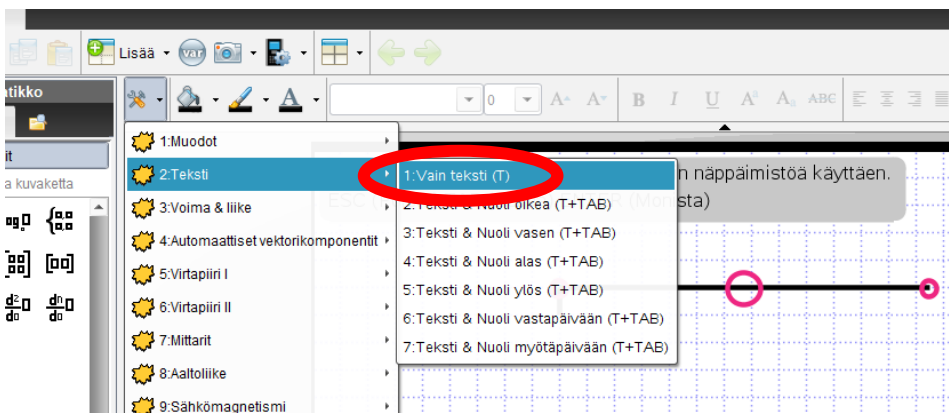 Lisää
var
atikko
0
A A B I U Aª Aₐ ABC
it
a kuvaketta
1:Muodot
2:Teksti
3:Voima & liike
4:Automaattiset vektorikomponentit
5:Virtapiiri I
6:Virtapiiri II
7:Mittarit
8:Aaltoliike
9:Sähkömagnetismi
1:Vain teksti (T)
2:Teksti & Nuoli oikea (T+TAB)
3:Teksti & Nuoli vasen (T+TAB)
4:Teksti & Nuoli alas (T+TAB)
5:Teksti & Nuoli ylös (T+TAB)
6:Teksti & Nuoli vastapäivään (T+TAB)
7:Teksti & Nuoli myötäpäivään (T+TAB)
n näppäimistöä käyttäen.
ESC
sta)